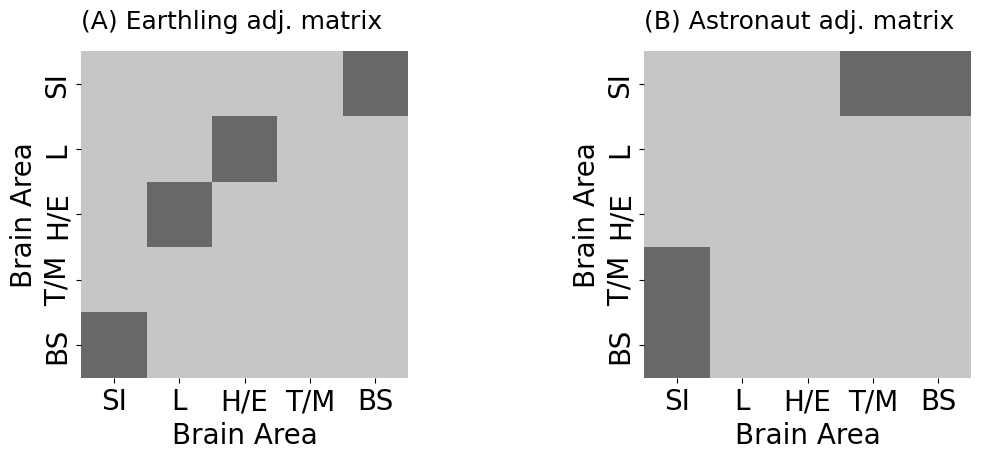 (A) Earthling adj. matrix
Brain Area
SI
L
H/E
T/M
BS
SI L H/E T/M BS
Brain Area
(B) Astronaut adj. matrix
Brain Area
SI
L
H/E
T/M
BS
SI L H/E T/M BS
Brain Area